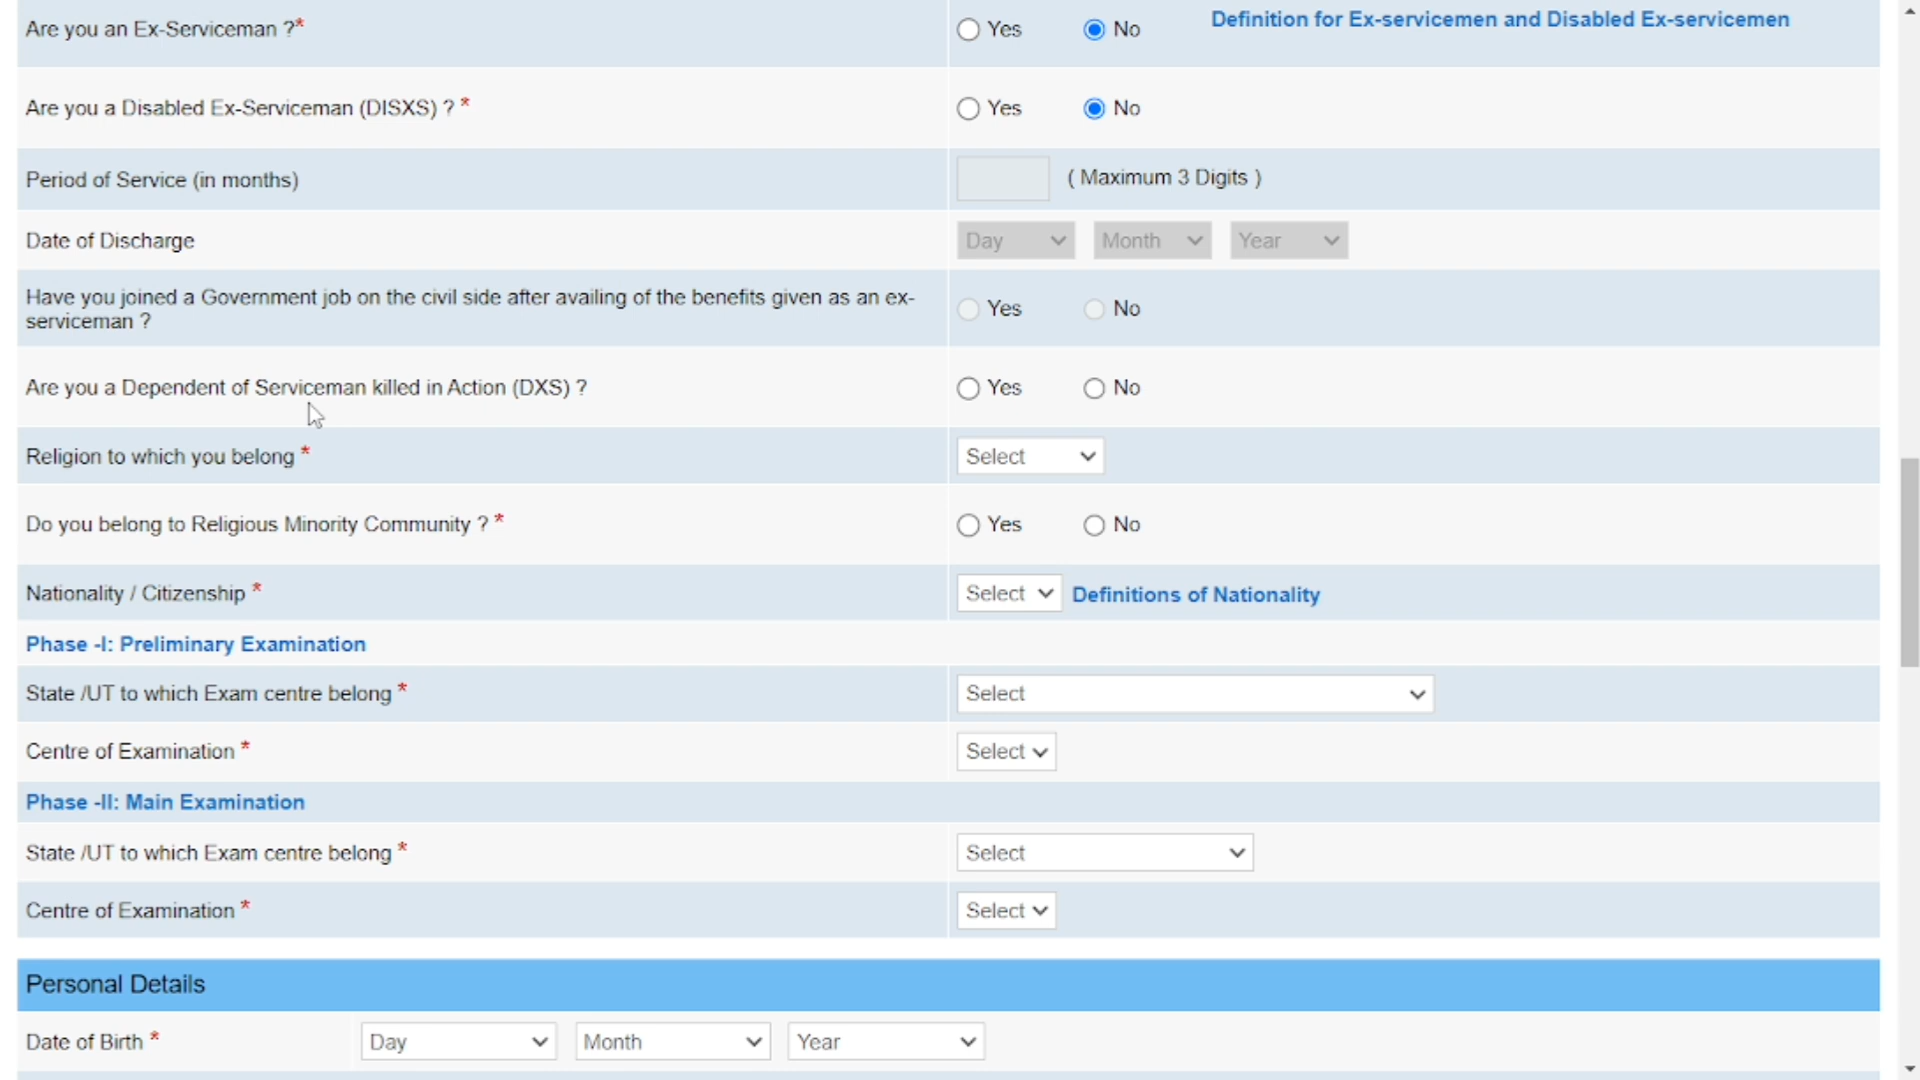 Are you an Ex-Serviceman ?* Yes No Definition for Ex-servicemen and Disabled Ex-servicemen
Are you a Disabled Ex-Serviceman (DISXS) ? * Yes No
Period of Service (in months) ( Maximum 3 Digits )
Date of Discharge Day Month Year
Have you joined a Government job on the civil side after availing of the benefits given as an ex-
serviceman ? Yes No
Are you a Dependent of Serviceman killed in Action (DXS) ? Yes No
Religion to which you belong * Select
Do you belong to Religious Minority Community ? * Yes No
Nationality / Citizenship * Select Definitions of Nationality
Phase -I: Preliminary Examination
State /UT to which Exam centre belong * Select
Centre of Examination * Select
Phase -II: Main Examination
State /UT to which Exam centre belong * Select
Centre of Examination * Select
Personal Details
Date of Birth * Day Month Year